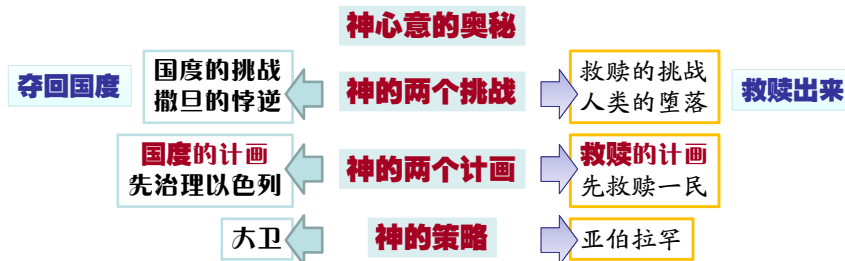 神心意的奥秘
夺回国度
国度的挑战
撒旦的悖逆
神的两个挑战
救赎的挑战
人类的堕落
救赎出来
国度的计画
先治理以色列
神的两个计画
救赎的计画
先救赎一民
大卫
神的策略
亚伯拉罕